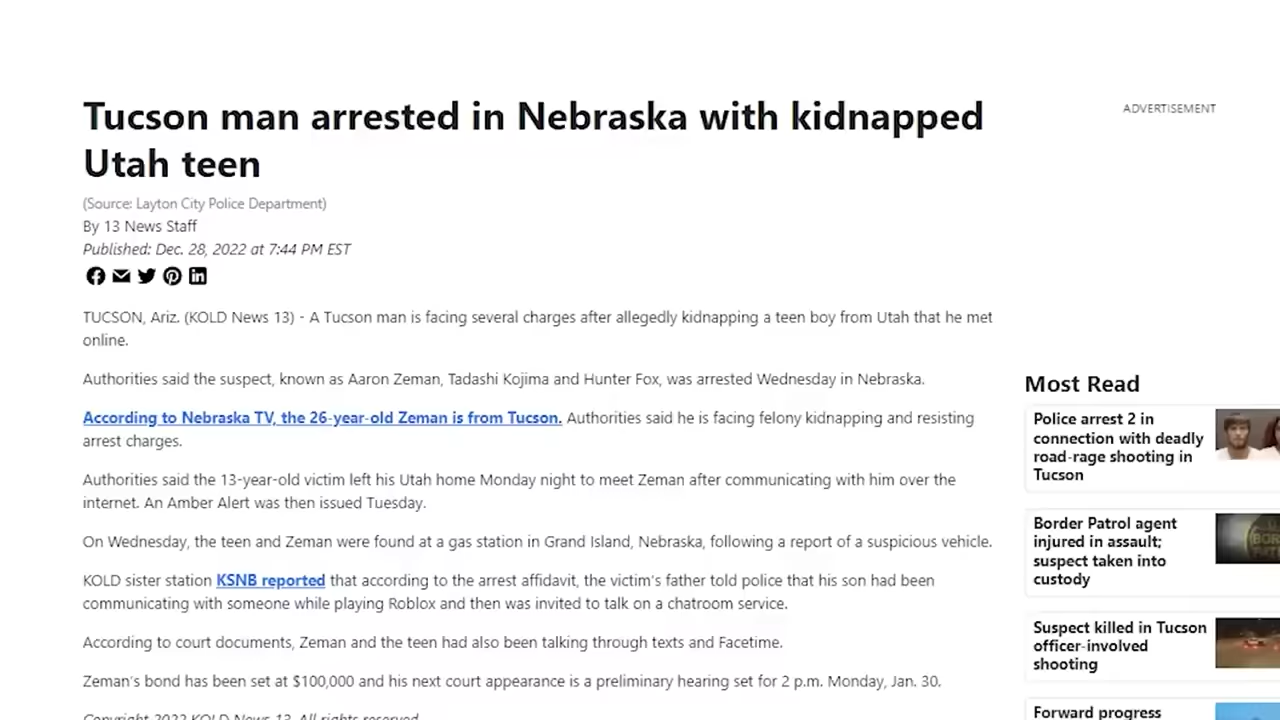 Tucson man arrested in Nebraska with kidnapped
Utah teen
(Source: Layton City Police Department)
By 13 News Staff
Published: Dec. 28, 2022 at 7:44 PM EST
TUCSON, Ariz. (KOLD News 13) - A Tucson man is facing several charges after allegedly kidnapping a teen boy from Utah that he met
online.
Authorities said the suspect, known as Aaron Zeman, Tadashi Kojima and Hunter Fox, was arrested Wednesday in Nebraska.
According to Nebraska TV, the 26-year-old Zeman is from Tucson. Authorities said he is facing felony kidnapping and resisting
arrest charges.
Authorities said the 13-year-old victim left his Utah home Monday night to meet Zeman after communicating with him over the
internet. An Amber Alert was then issued Tuesday.
On Wednesday, the teen and Zeman were found at a gas station in Grand Island, Nebraska, following a report of a suspicious vehicle.
KOLD sister station KSNB reported that according to the arrest affidavit, the victim's father told police that his son had been
communicating with someone while playing Roblox and then was invited to talk on a chatroom service.
According to court documents, Zeman and the teen had also been talking through texts and Facetime.
Zeman's bond has been set at $100,000 and his next court appearance is a preliminary hearing set for 2 p.m. Monday, Jan. 30.
Copyright 2022 KOLD News 13. All rights reserved.
ADVERTISEMENT
Most Read
Police arrest 2 in
connection with deadly
road-rage shooting in
Tucson
Border Patrol agent
injured in assault;
suspect taken into
custody
Suspect killed in Tucson
officer-involved
shooting
Forward progress